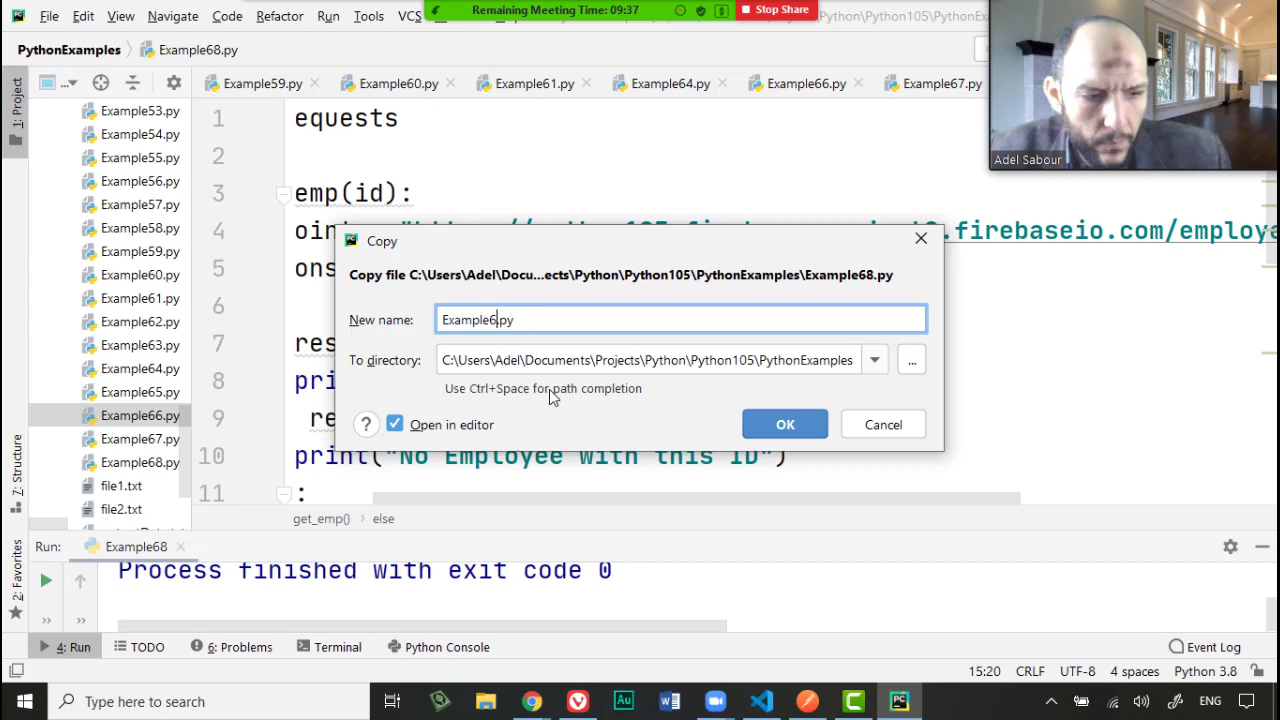 File Edit View Navigate Code Refactor Run Tools VCS
Remaining Meeting Time: 09:37
Stop Share
PythonExamples
Example68.py
...
Example59.py
Example60.py
Example61.py
Example64.py
Example66.py
Example67.py
Adel Sabour
1: Project
Example53.py
Example54.py
Example55.py
Example56.py
Example57.py
Example58.py
Example59.py
Example60.py
Example61.py
Example62.py
Example64.py
Example65.py
Example66.py
Example67.py
Example68.py
file1.txt
file2.txt
7: Structure
2: Favorites
1 equests
2
3 emp(id):
4
.firebaseio.com/employe
5 ons
6
7 res
8 pri
9 re
10 print("No Employee with this ID")
11 :
Copy
Copy file C:\Users\Adel\Docu...ects\Python\Python105\PythonExamples\Example68.py
New name: Example6.py
To directory: C:\Users\Adel\Documents\Projects\Python\Python105\PythonExamples
...
Use Ctrl+Space for path completion
? Open in editor
OK
Cancel
get_emp() else
Run: Example68
Process finished with exit code 0
4: Run TODO 6: Problems Terminal Python Console
Event Log
15:20 CRLF UTF-8 4 spaces Python 3.8
Type here to search
ENG